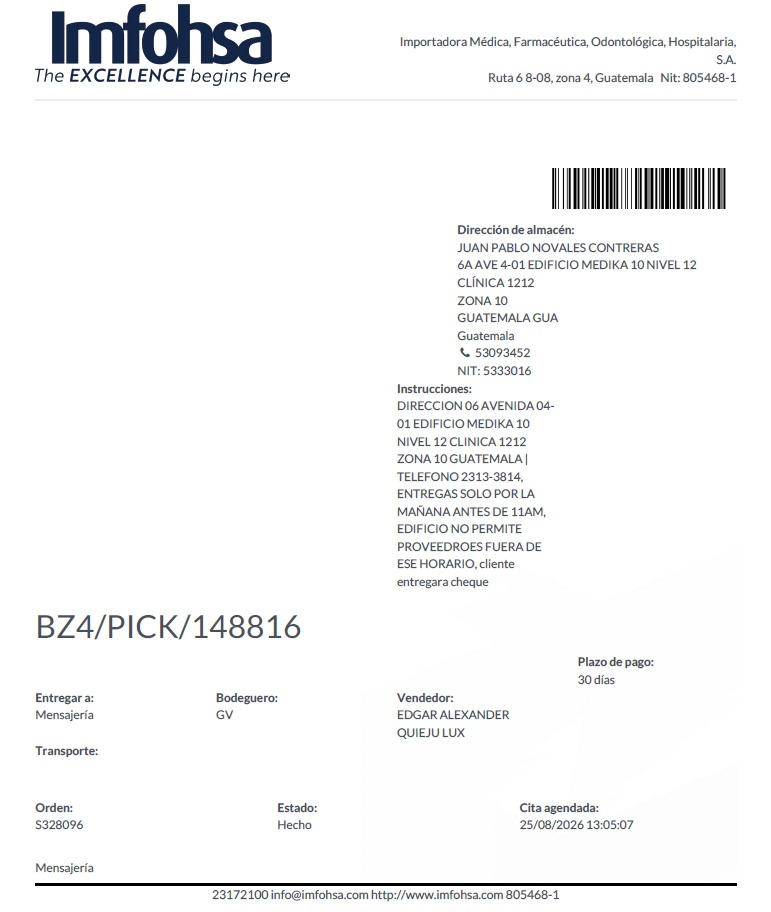 Imfohsa
The EXCELLENCE begins here
Importadora Médica, Farmacéutica, Odontológica, Hospitalaria,
S.A.
Ruta 6 8-08, zona 4, Guatemala Nit: 805468-1
Dirección de almacén:
JUAN PABLO NOVALES CONTRERAS
6A AVE 4-01 EDIFICIO MEDIKA 10 NIVEL 12
CLÍNICA 1212
ZONA 10
GUATEMALA GUA
Guatemala
53093452
NIT: 5333016
Instrucciones:
DIRECCION 06 AVENIDA 04-
01 EDIFICIO MEDIKA 10
NIVEL 12 CLINICA 1212
ZONA 10 GUATEMALA |
TELEFONO 2313-3814,
ENTREGAS SOLO POR LA
MAÑANA ANTES DE 11AM,
EDIFICIO NO PERMITE
PROVEEDROES FUERA DE
ESE HORARIO, cliente
entregara cheque
BZ4/PICK/148816
Plazo de pago:
30 días
Entregar a:
Mensajería
Bodeguero:
GV
Vendedor:
EDGAR ALEXANDER
QUIEJU LUX
Transporte:
Orden:
S328096
Estado:
Hecho
Cita agendada:
25/08/2026 13:05:07
Mensajería
23172100 info@imfohsa.com http://www.imfohsa.com 805468-1